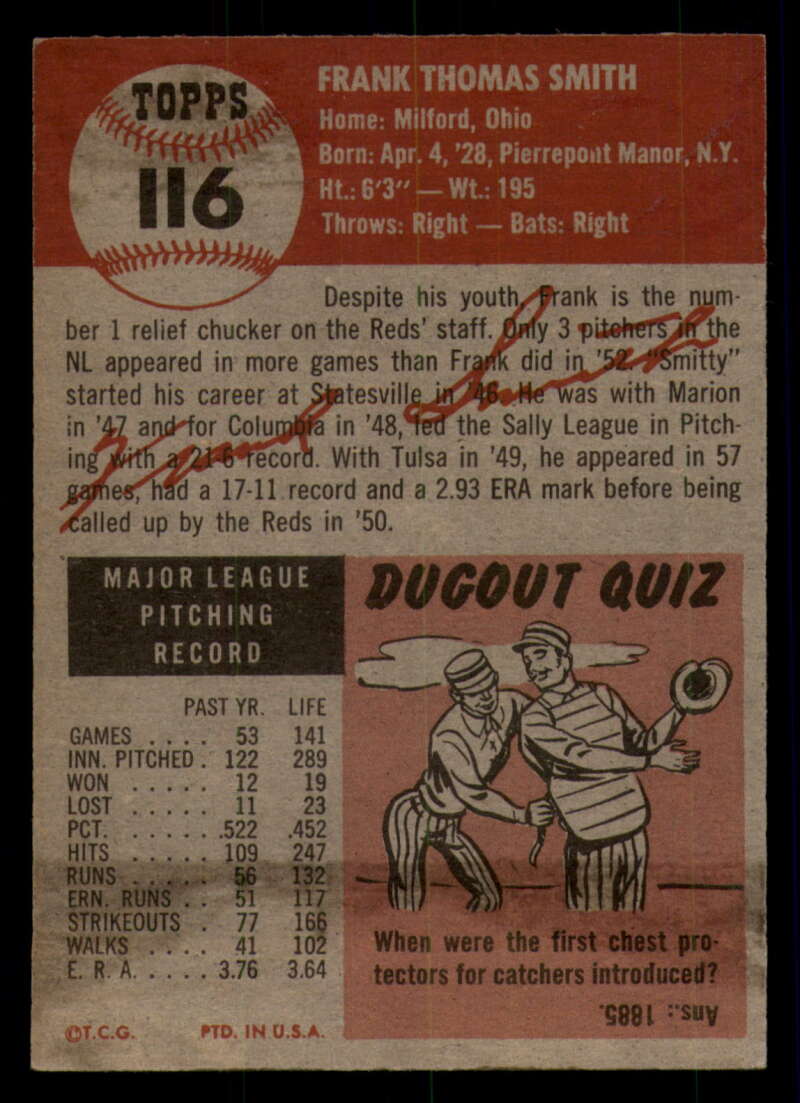 TOPPS
116
FRANK THOMAS SMITH
Home: Milford, Ohio
Born: Apr. 4, '28, Pierrepont Manor, N.Y.
Ht.: 6'3" — Wt.: 195
Throws: Right — Bats: Right
Despite his youth, Frank is the num-
ber 1 relief chucker on the Reds' staff. Only 3 pitchers in the
NL appeared in more games than Frank did in '52. "Smitty"
started his career at Statesville in '46. He was with Marion
in '47 and for Columbia in '48, led the Sally League in Pitch-
ing with a 21-6 record. With Tulsa in '49, he appeared in 57
games, had a 17-11 record and a 2.93 ERA mark before being
called up by the Reds in '50.
MAJOR LEAGUE
PITCHING
RECORD
PAST YR. LIFE
GAMES . . . . 53 141
INN. PITCHED . 122 289
WON . . . . . 12 19
LOST . . . . . 11 23
PCT. . . . . . .522 .452
HITS . . . . . 109 247
RUNS . . . . . 56 132
ERN. RUNS . . 51 117
STRIKEOUTS . 77 166
WALKS . . . . 41 102
E. R. A. . . . . 3.76 3.64
©T.C.G. PTD. IN U.S.A.
DUGOUT QUIZ
When were the first chest pro-
tectors for catchers introduced?
Ans.: 1885.